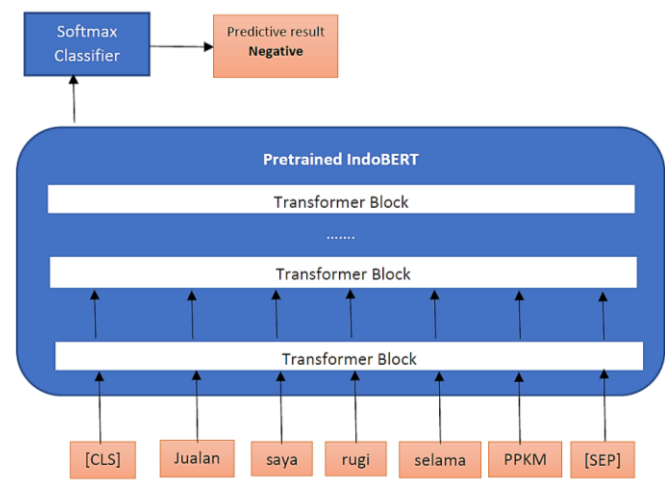 Softmax
Classifier
Predictive result
Negative
Pretrained IndoBERT
Transformer Block
.......
Transformer Block
Transformer Block
[CLS] Jualan saya rugi selama PPKM [SEP]